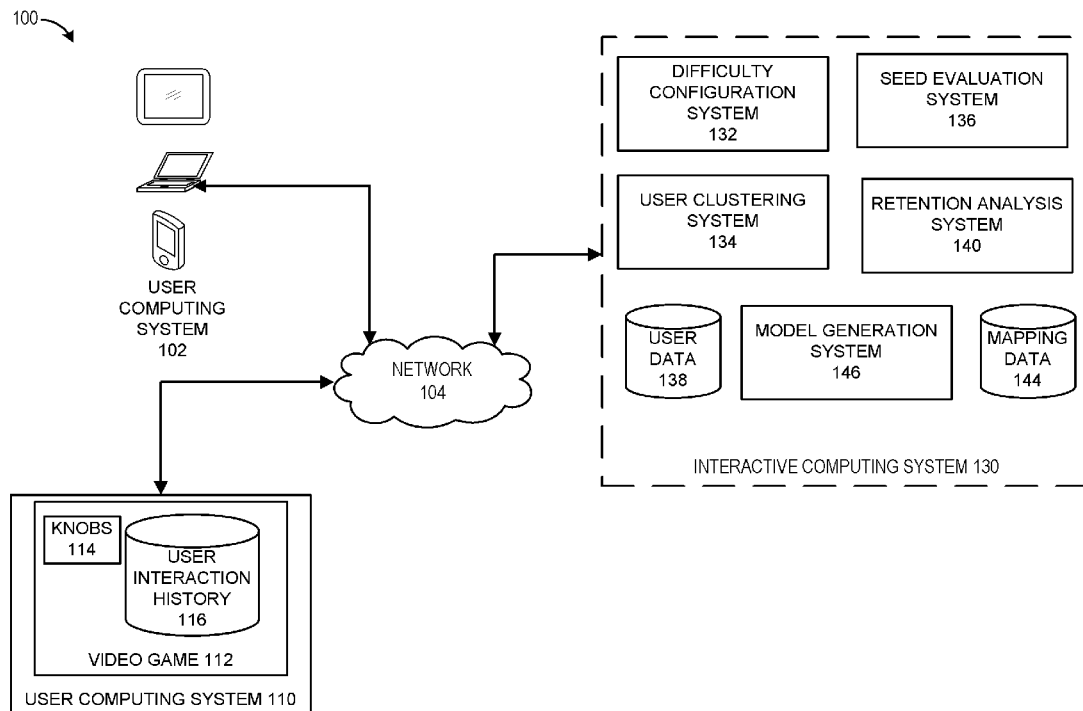 100
USER
COMPUTING
SYSTEM
102
NETWORK
104
KNOBS
114
USER
INTERACTION
HISTORY
116
VIDEO GAME 112
USER COMPUTING SYSTEM 110
DIFFICULTY
CONFIGURATION
SYSTEM
132
SEED EVALUATION
SYSTEM
136
USER CLUSTERING
SYSTEM
134
RETENTION ANALYSIS
SYSTEM
140
USER
DATA
138
MODEL GENERATION
SYSTEM
146
MAPPING
DATA
144
INTERACTIVE COMPUTING SYSTEM 130